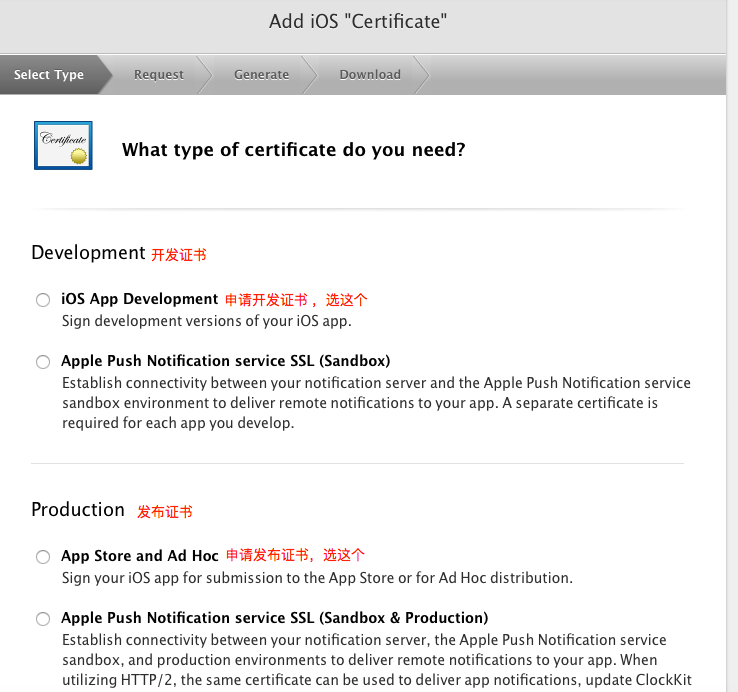 Add iOS "Certificate"
Select Type Request Generate Download
Certificate
What type of certificate do you need?
Development 开发证书
iOS App Development 申请开发证书 ，选这个
Sign development versions of your iOS app.
Apple Push Notification service SSL (Sandbox)
Establish connectivity between your notification server and the Apple Push Notification service
sandbox environment to deliver remote notifications to your app. A separate certificate is
required for each app you develop.
Production 发布证书
App Store and Ad Hoc 申请发布证书，选这个
Sign your iOS app for submission to the App Store or for Ad Hoc distribution.
Apple Push Notification service SSL (Sandbox & Production)
Establish connectivity between your notification server, the Apple Push Notification service
sandbox, and production environments to deliver remote notifications to your app. When
utilizing HTTP/2, the same certificate can be used to deliver app notifications, update ClockKit